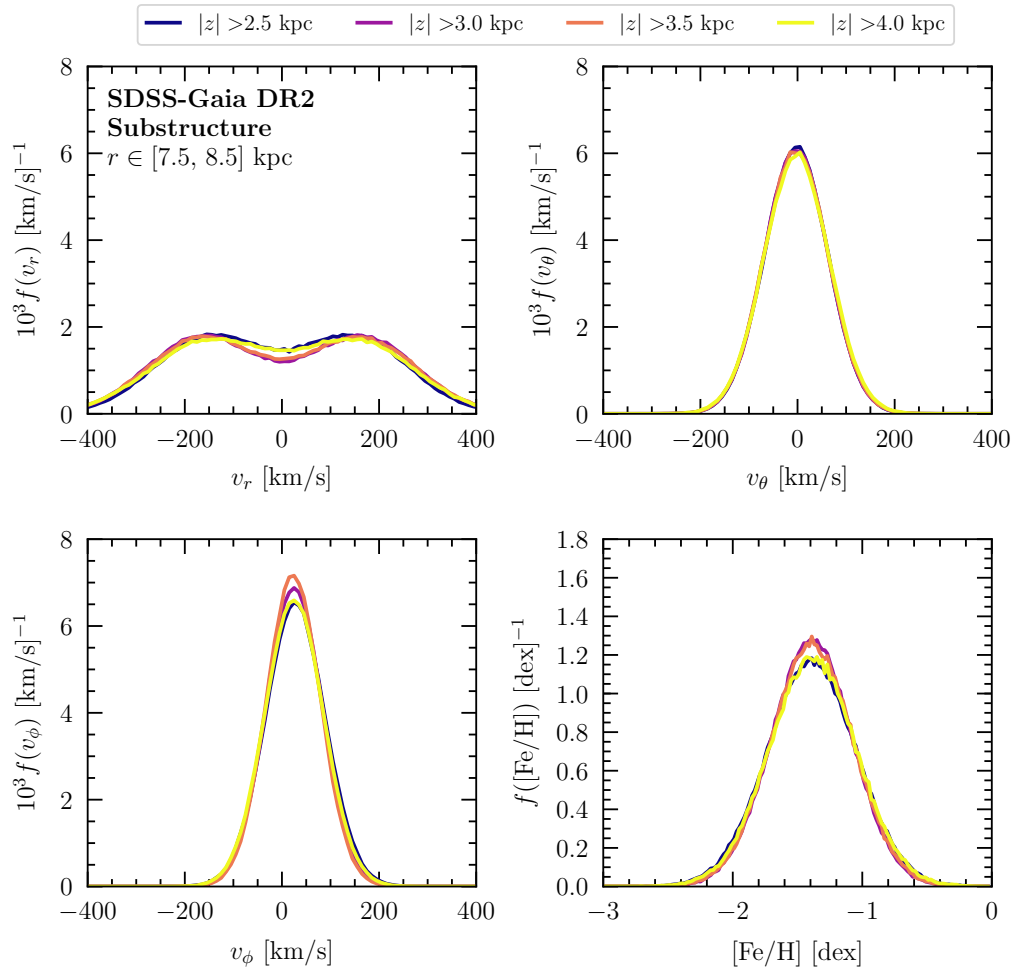 |z| >2.5 kpc |z| >3.0 kpc |z| >3.5 kpc |z| >4.0 kpc
SDSS-Gaia DR2
Substructure
r ∈ [7.5, 8.5] kpc
10³ f(v_r) [km/s]⁻¹
8
6
4
2
0
−400 −200 0 200 400
v_r [km/s]
10³ f(v_θ) [km/s]⁻¹
8
6
4
2
0
−400 −200 0 200 400
v_θ [km/s]
10³ f(v_ϕ) [km/s]⁻¹
8
6
4
2
0
−400 −200 0 200 400
v_ϕ [km/s]
f([Fe/H]) [dex]⁻¹
1.8
1.6
1.4
1.2
1.0
0.8
0.6
0.4
0.2
0.0
−3 −2 −1 0
[Fe/H] [dex]